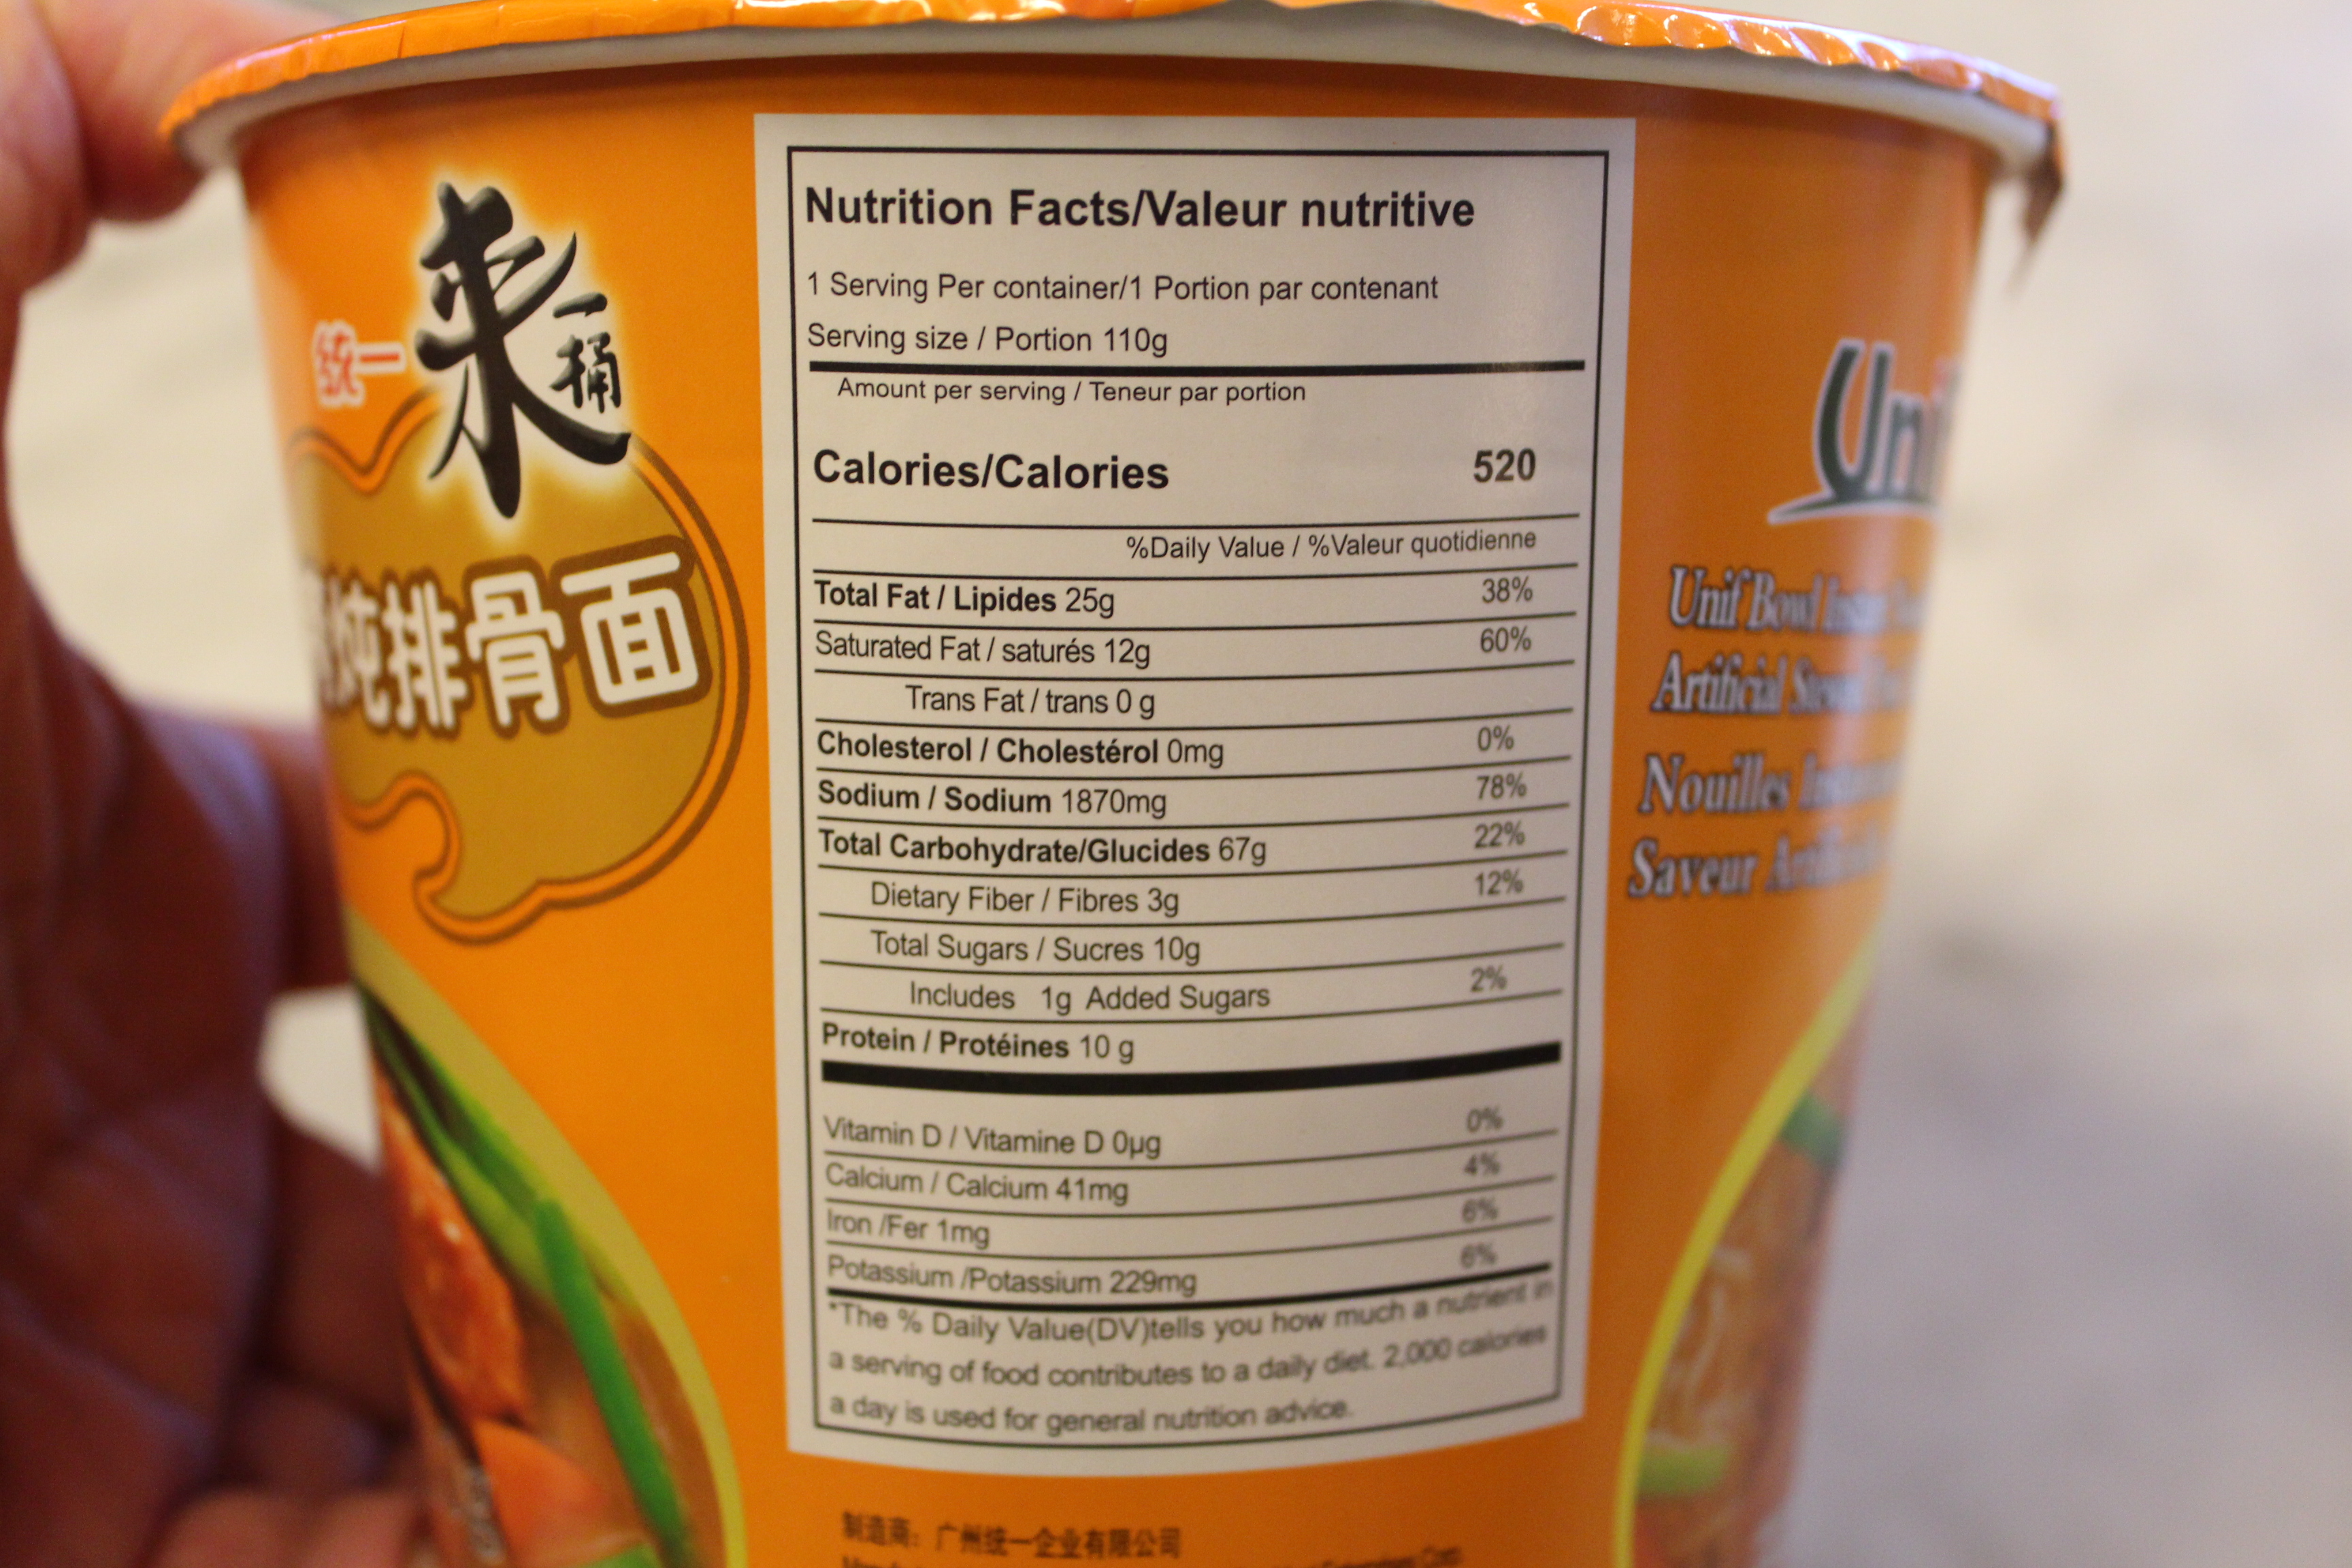 统一
来
一桶
炖排骨面
Nutrition Facts/Valeur nutritive
1 Serving Per container/1 Portion par contenant
Serving size / Portion 110g
Amount per serving / Teneur par portion
Calories/Calories 520
%Daily Value / %Valeur quotidienne
Total Fat / Lipides 25g 38%
Saturated Fat / saturés 12g 60%
Trans Fat / trans 0 g
Cholesterol / Cholestérol 0mg 0%
Sodium / Sodium 1870mg 78%
Total Carbohydrate/Glucides 67g 22%
Dietary Fiber / Fibres 3g 12%
Total Sugars / Sucres 10g
Includes 1g Added Sugars 2%
Protein / Protéines 10 g
Vitamin D / Vitamine D 0µg 0%
Calcium / Calcium 41mg 4%
Iron /Fer 1mg 6%
Potassium /Potassium 229mg 6%
*The % Daily Value(DV)tells you how much a nutrient in
a serving of food contributes to a daily diet. 2,000 calories
a day is used for general nutrition advice.
制造商：广州统一企业有限公司
Uni
Unif Bowl
Artificial
Nouilles
Saveur